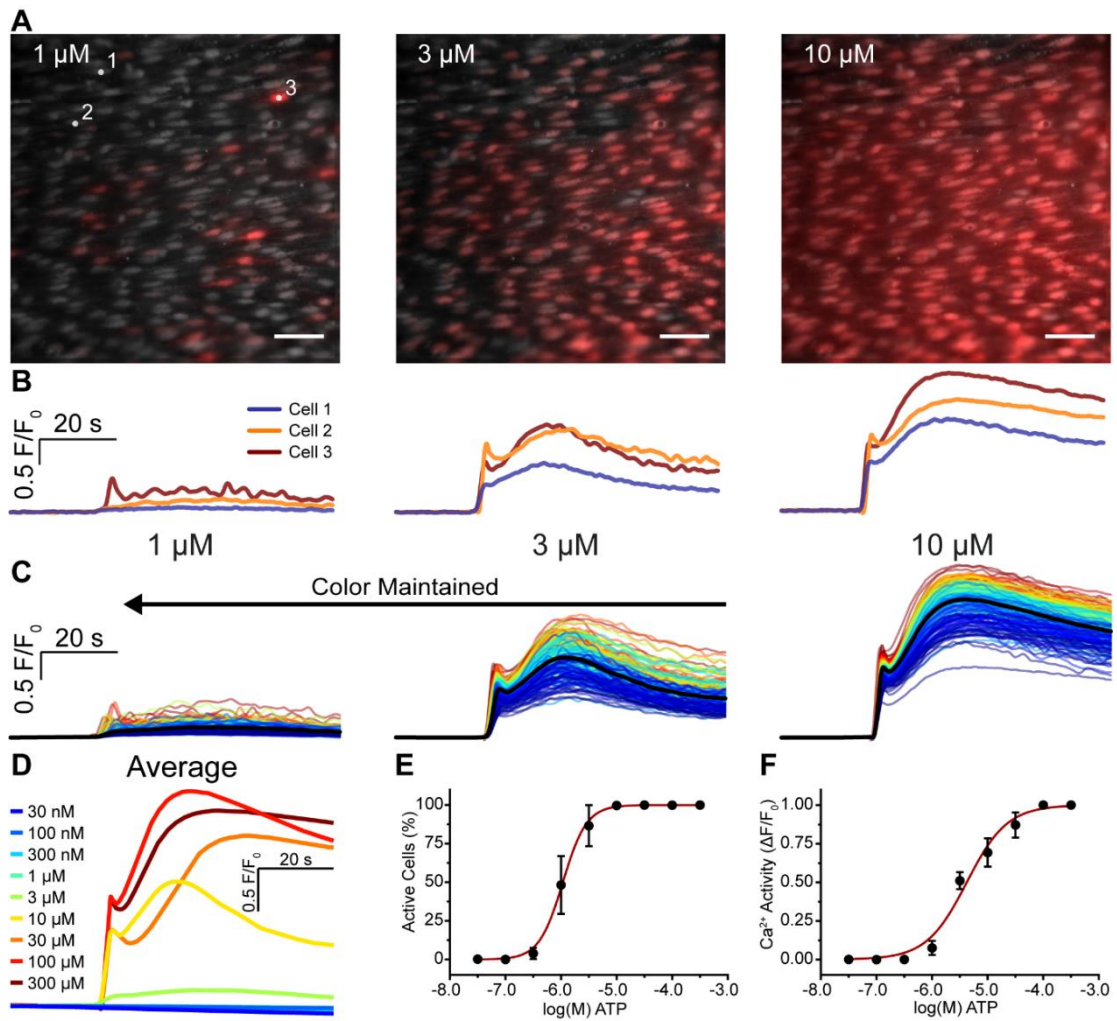 A
1 µM
1
2
3
3 µM
10 µM
B
0.5 F/F0
20 s
Cell 1
Cell 2
Cell 3
1 µM
3 µM
10 µM
C
Color Maintained
0.5 F/F0
20 s
D
Average
30 nM
100 nM
300 nM
1 µM
3 µM
10 µM
30 µM
100 µM
300 µM
20 s
0.5 F/F0
E
Active Cells (%)
100
75
50
25
0
-8.0 -7.0 -6.0 -5.0 -4.0 -3.0
log(M) ATP
F
Ca2+ Activity (ΔF/F0)
1.00
0.75
0.50
0.25
0.00
-8.0 -7.0 -6.0 -5.0 -4.0 -3.0
log(M) ATP